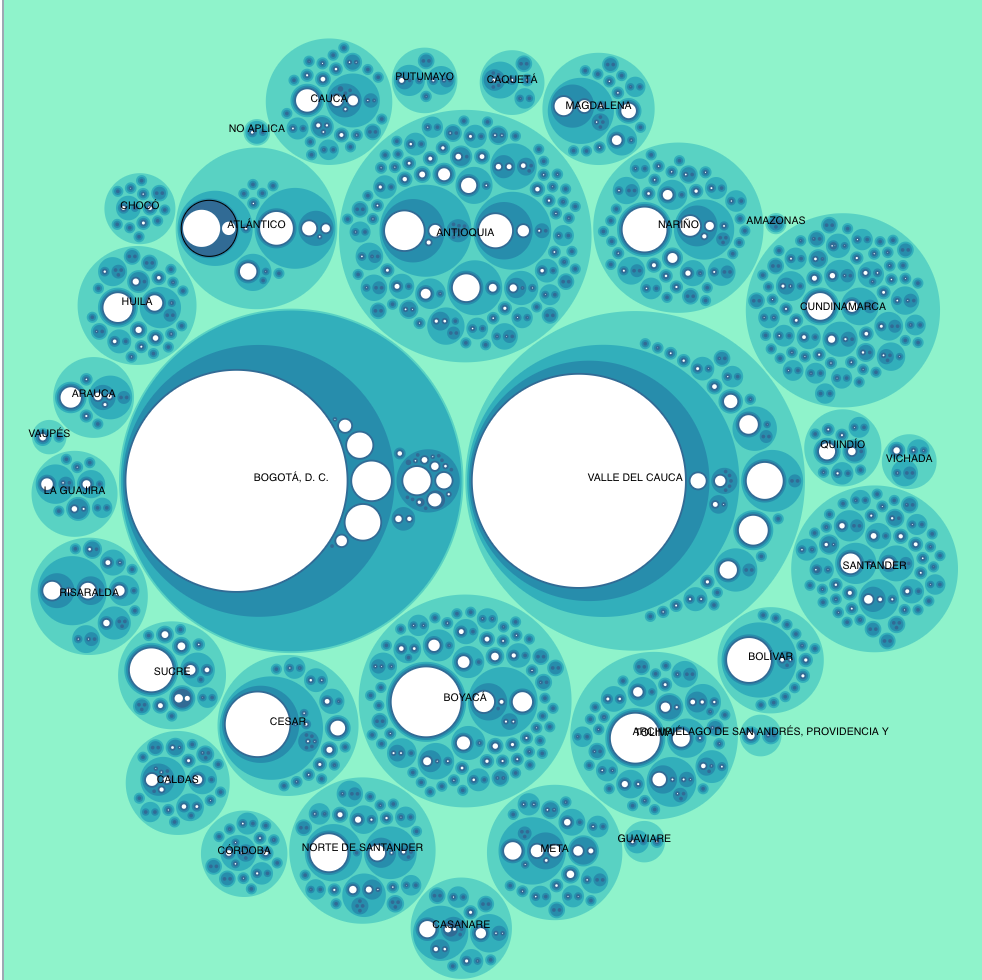 PUTUMAYO
CAQUETÁ
CAUCA
MAGDALENA
NO APLICA
CHOCÓ
ATLÁNTICO
ANTIOQUIA
NARIÑO
AMAZONAS
HUILA
CUNDINAMARCA
ARAUCA
VAUPÉS
QUINDÍO
VICHADA
LA GUAJIRA
BOGOTÁ, D. C.
VALLE DEL CAUCA
RISARALDA
SANTANDER
SUCRE
BOLÍVAR
CESAR
BOYACÁ
ARCHIPIÉLAGO DE SAN ANDRÉS, PROVIDENCIA Y
TOLIMA
CALDAS
CÓRDOBA
NORTE DE SANTANDER
META
GUAVIARE
CASANARE